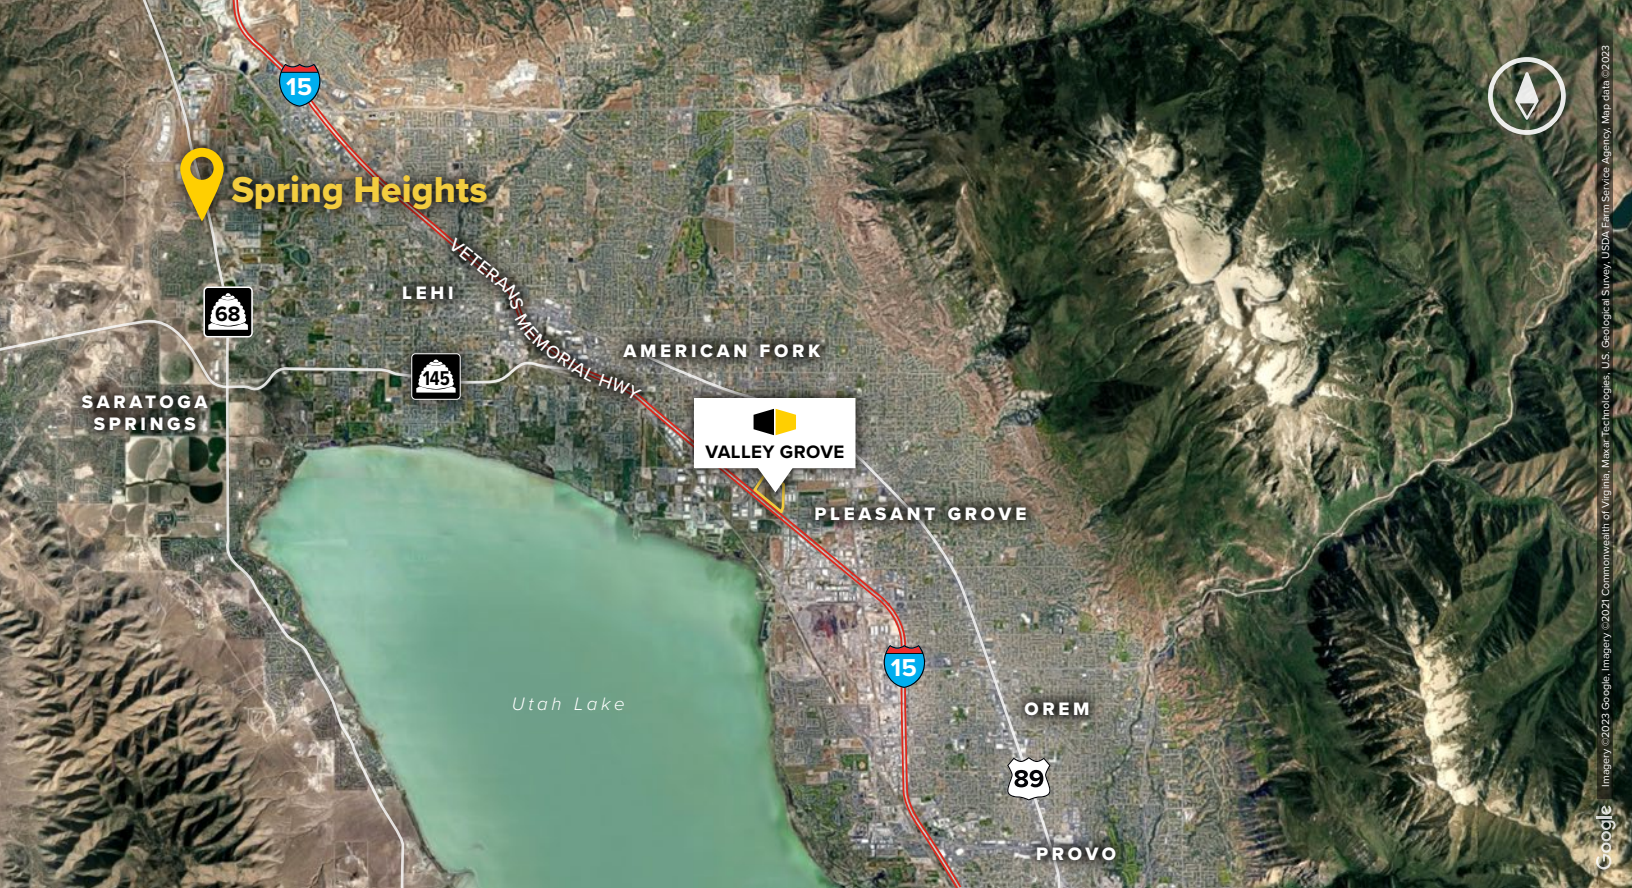 15
Spring Heights
VETERANS MEMORIAL HWY
LEHI
68
AMERICAN FORK
145
SARATOGA
SPRINGS
VALLEY GROVE
PLEASANT GROVE
15
Utah Lake
OREM
89
PROVO
Google
Imagery ©2023 Google, Imagery ©2021 Commonwealth of Virginia, Maxar Technologies, U.S. Geological Survey, USDA Farm Service Agency, Map data ©2023